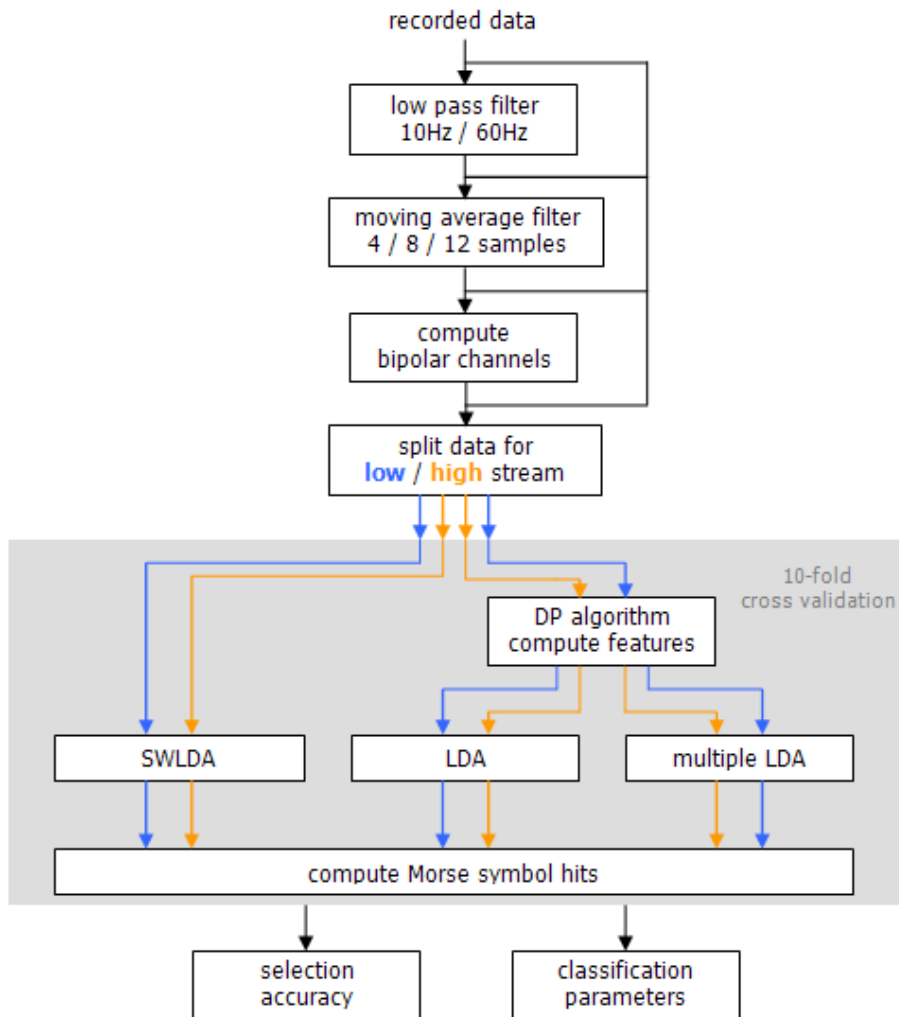 recorded data
low pass filter
10Hz / 60Hz
moving average filter
4 / 8 / 12 samples
compute
bipolar channels
split data for
low / high stream
10-fold
cross validation
DP algorithm
compute features
SWLDA
LDA
multiple LDA
compute Morse symbol hits
selection
accuracy
classification
parameters